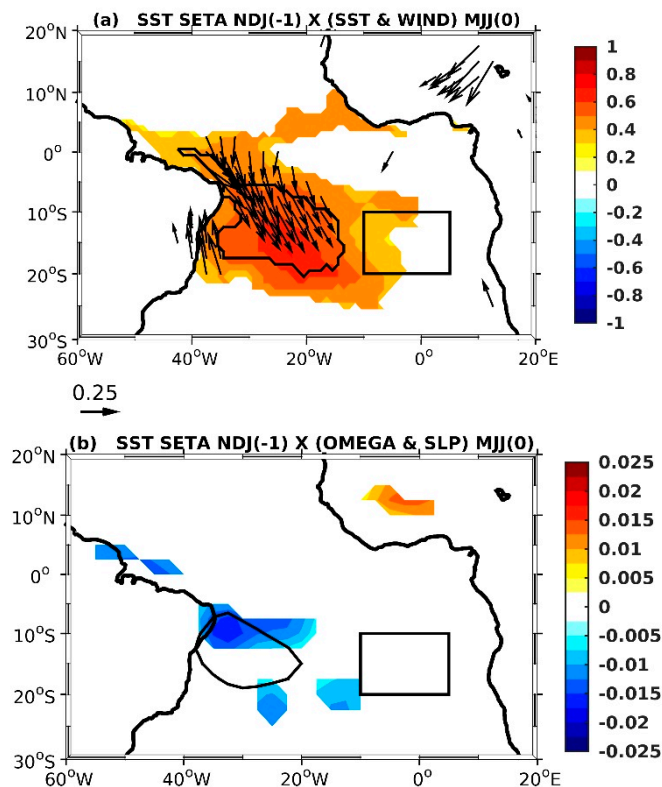 (a) SST SETA NDJ(-1) X (SST & WIND) MJJ(0)
20°N
10°N
0°
10°S
20°S
30°S
60°W 40°W 20°W 0° 20°E
1
0.8
0.6
0.4
0.2
0
-0.2
-0.4
-0.6
-0.8
-1
0.25
(b) SST SETA NDJ(-1) X (OMEGA & SLP) MJJ(0)
20°N
10°N
0°
10°S
20°S
30°S
60°W 40°W 20°W 0° 20°E
0.025
0.02
0.015
0.01
0.005
0
-0.005
-0.01
-0.015
-0.02
-0.025